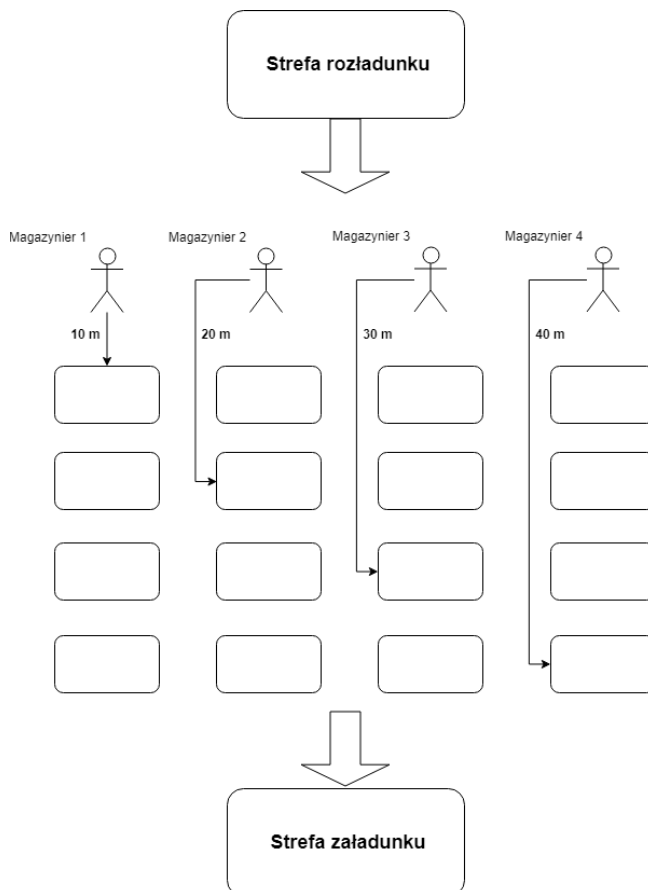 Strefa rozładunku
Magazynier 1
Magazynier 2
Magazynier 3
Magazynier 4
10 m
20 m
30 m
40 m
Strefa załadunku